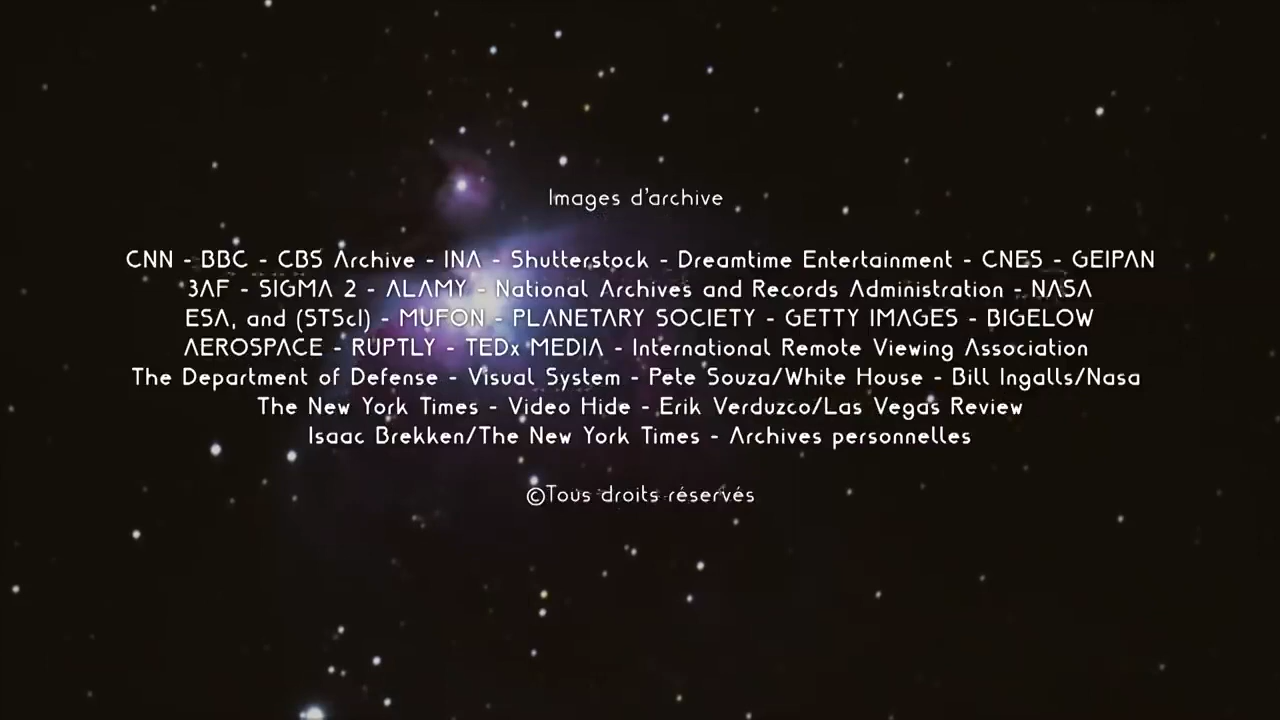 Images d'archive
CNN - BBC - CBS Archive - INA - Shutterstock - Dreamtime Entertainment - CNES - GEIPAN
3AF - SIGMA 2 - ALAMY - National Archives and Records Administration - NASA
ESA, and (STScI) - MUFON - PLANETARY SOCIETY - GETTY IMAGES - BIGELOW
AEROSPACE - RUPTLY - TEDx MEDIA - International Remote Viewing Association
The Department of Defense - Visual System - Pete Souza/White House - Bill Ingalls/Nasa
The New York Times - Video Hide - Erik Verduzco/Las Vegas Review
Isaac Brekken/The New York Times - Archives personnelles
©Tous droits réservés